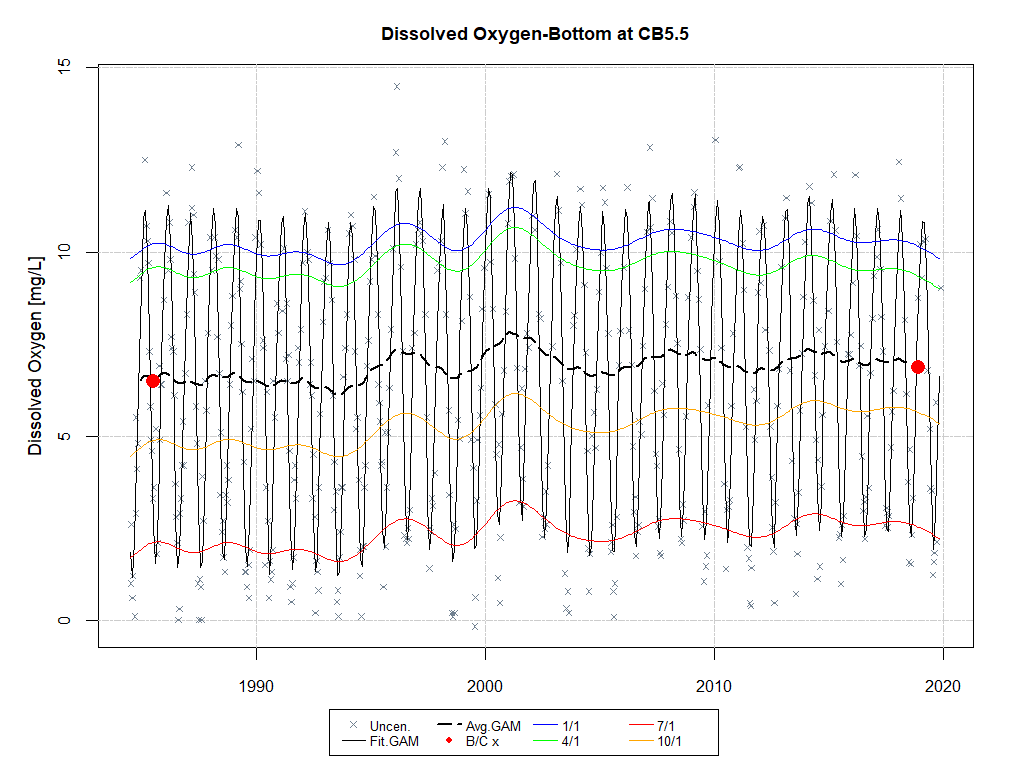 Dissolved Oxygen-Bottom at CB5.5
Dissolved Oxygen [mg/L]
15
10
5
0
1990 2000 2010 2020
Uncen. Avg.GAM 1/1 7/1
Fit.GAM B/C x 4/1 10/1